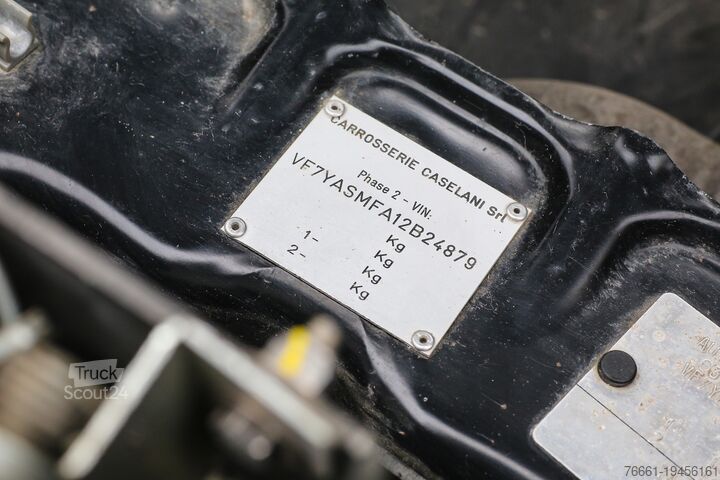 CARROSSERIE CASELANI Srl
Phase 2 - VIN:
VF7YASMFA12B24879
Kg
1- Kg
2- Kg
Kg
Truck
Scout24
76661-19456161